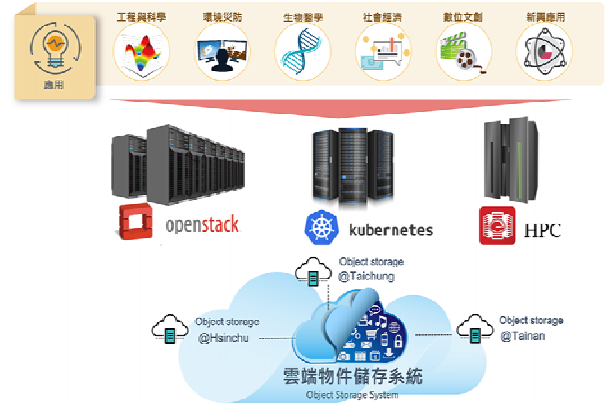 工程與科學
環境災防
生物醫學
社會經濟
數位文創
新興應用
應用
openstack
kubernetes
HPC
Object storage
@Taichung
Object storage
@Hsinchu
Object storage
@Tainan
雲端物件儲存系統
Object Storage System